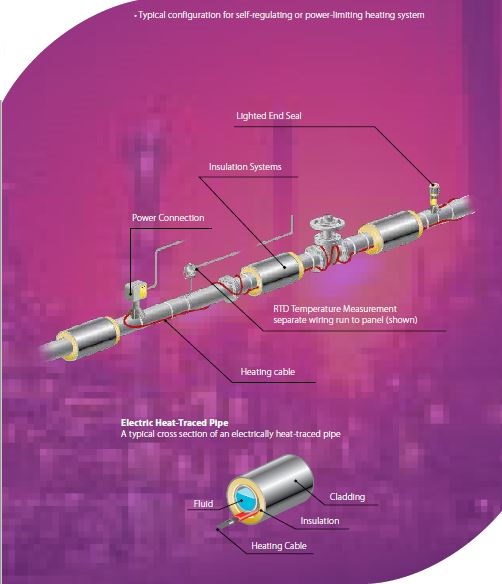 • Typical configuration for self-regulating or power-limiting heating system
Lighted End Seal
Insulation Systems
Power Connection
RTD Temperature Measurement
separate wiring run to panel (shown)
Heating cable
Electric Heat-Traced Pipe
A typical cross section of an electrically heat-traced pipe
Cladding
Fluid
Insulation
Heating Cable